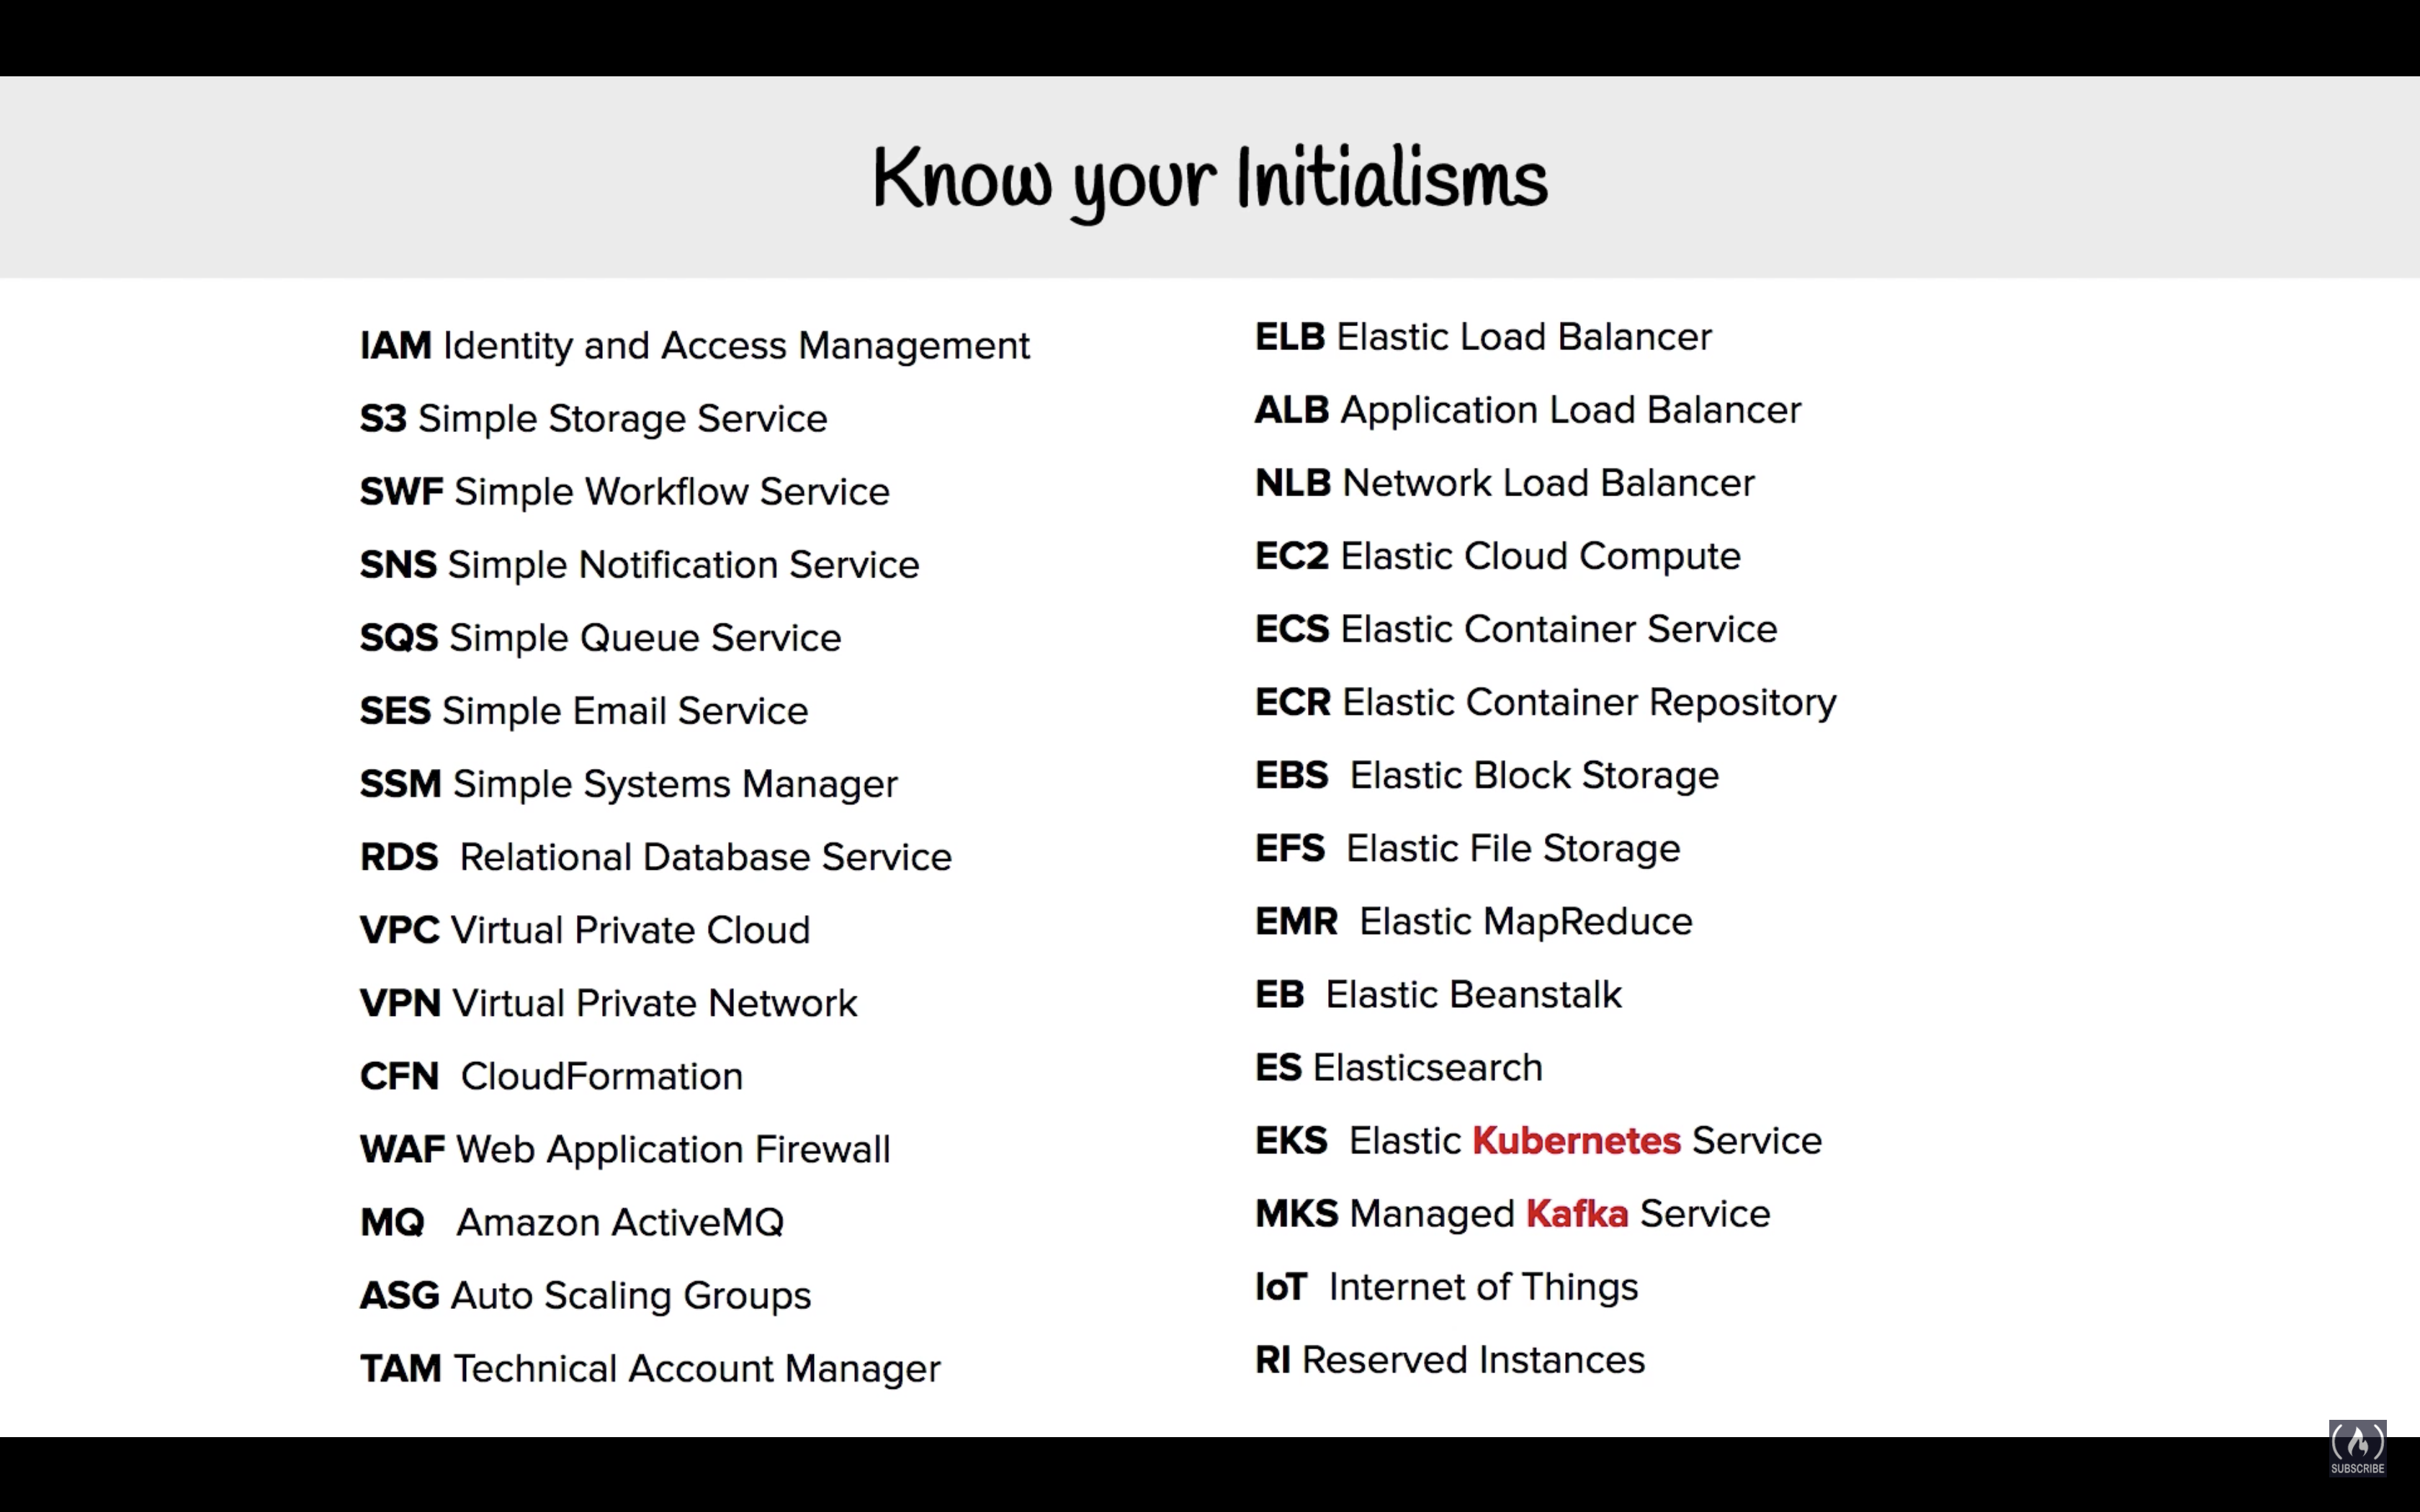 Know your Initialisms
IAM Identity and Access Management
S3 Simple Storage Service
SWF Simple Workflow Service
SNS Simple Notification Service
SQS Simple Queue Service
SES Simple Email Service
SSM Simple Systems Manager
RDS Relational Database Service
VPC Virtual Private Cloud
VPN Virtual Private Network
CFN CloudFormation
WAF Web Application Firewall
MQ Amazon ActiveMQ
ASG Auto Scaling Groups
TAM Technical Account Manager
ELB Elastic Load Balancer
ALB Application Load Balancer
NLB Network Load Balancer
EC2 Elastic Cloud Compute
ECS Elastic Container Service
ECR Elastic Container Repository
EBS Elastic Block Storage
EFS Elastic File Storage
EMR Elastic MapReduce
EB Elastic Beanstalk
ES Elasticsearch
EKS Elastic Kubernetes Service
MKS Managed Kafka Service
IoT Internet of Things
RI Reserved Instances
SUBSCRIBE